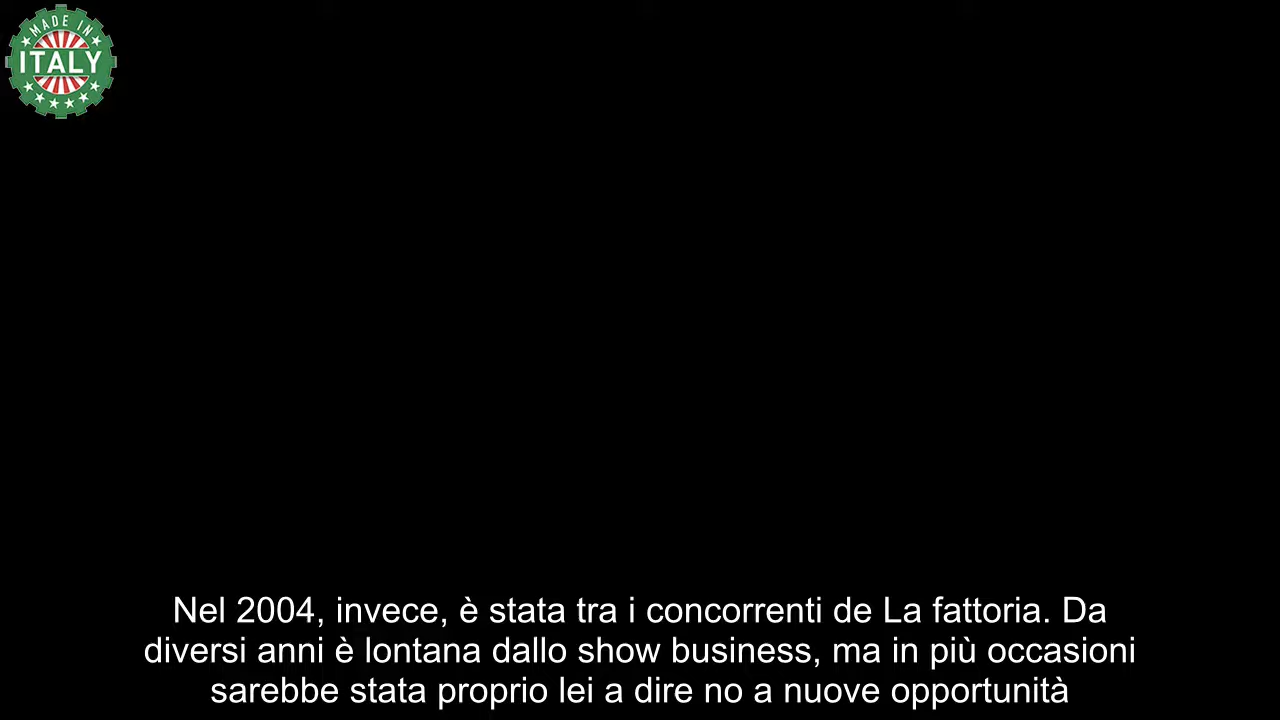 MADE IN
ITALY
Nel 2004, invece, è stata tra i concorrenti de La fattoria. Da
diversi anni è lontana dallo show business, ma in più occasioni
sarebbe stata proprio lei a dire no a nuove opportunità